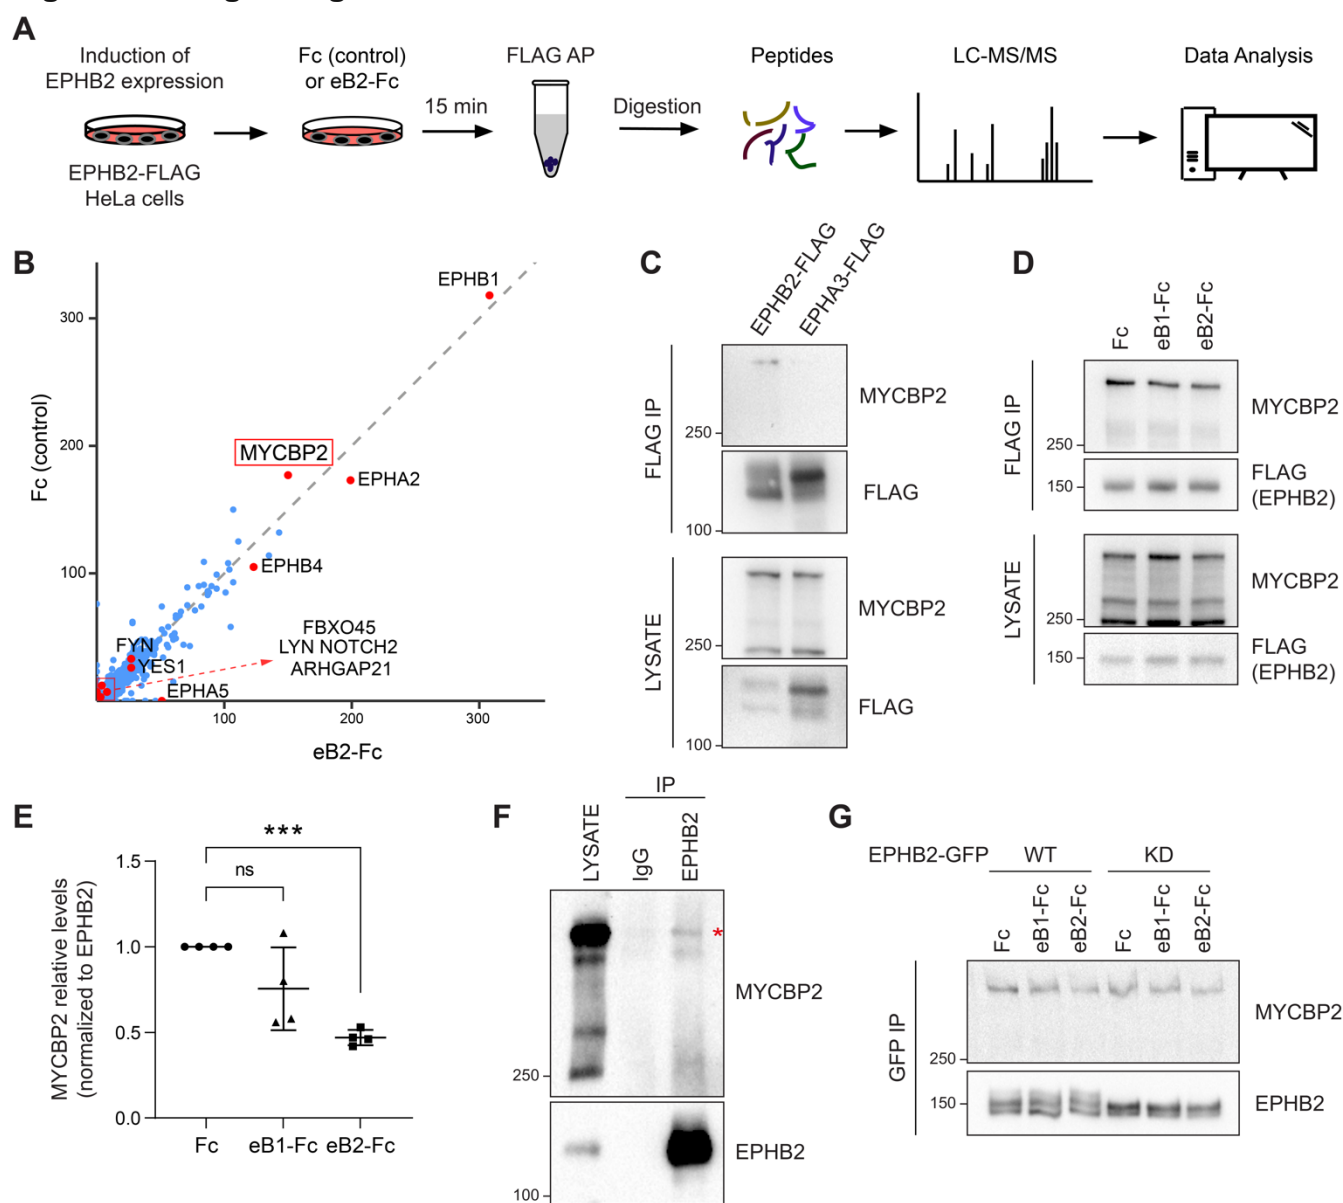 A
Induction of
EPHB2 expression
EPHB2-FLAG
HeLa cells
Fc (control)
or eB2-Fc
15 min
FLAG AP
Digestion
Peptides
LC-MS/MS
Data Analysis
B
Fc (control)
300
200
100
EPHB1
MYCBP2
EPHA2
EPHB4
FYN
YES1
EPHA5
FBXO45
LYN NOTCH2
ARHGAP21
100
200
300
eB2-Fc
C
EPHB2-FLAG
EPHA3-FLAG
FLAG IP
MYCBP2
250
FLAG
100
LYSATE
MYCBP2
250
FLAG
100
D
Fc
eB1-Fc
eB2-Fc
FLAG IP
MYCBP2
250
150
FLAG
(EPHB2)
LYSATE
MYCBP2
250
150
FLAG
(EPHB2)
E
MYCBP2 relative levels
(normalized to EPHB2)
1.5
1.0
0.5
0.0
***
ns
Fc
eB1-Fc
eB2-Fc
F
IP
LYSATE
IgG
EPHB2
*
MYCBP2
250
EPHB2
100
G
EPHB2-GFP
WT
KD
Fc
eB1-Fc
eB2-Fc
Fc
eB1-Fc
eB2-Fc
GFP IP
MYCBP2
250
150
EPHB2